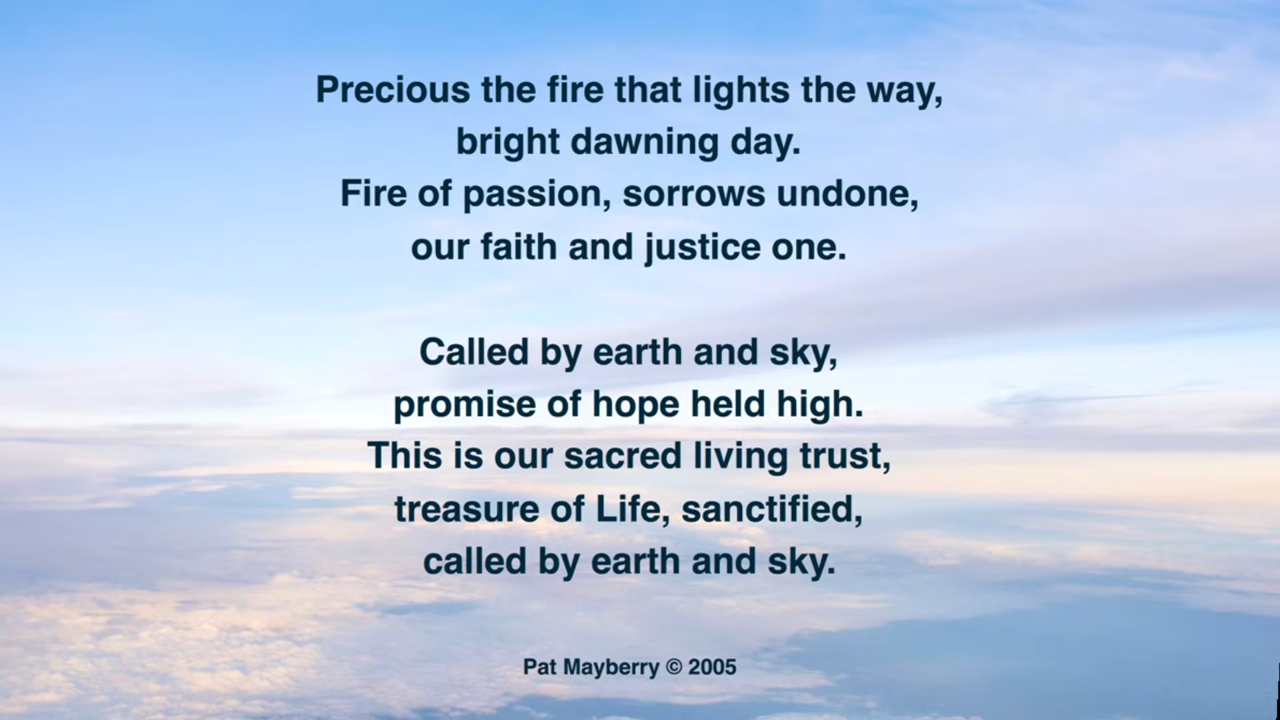 Precious the fire that lights the way,
bright dawning day.
Fire of passion, sorrows undone,
our faith and justice one.
Called by earth and sky,
promise of hope held high.
This is our sacred living trust,
treasure of Life, sanctified,
called by earth and sky.
Pat Mayberry © 2005